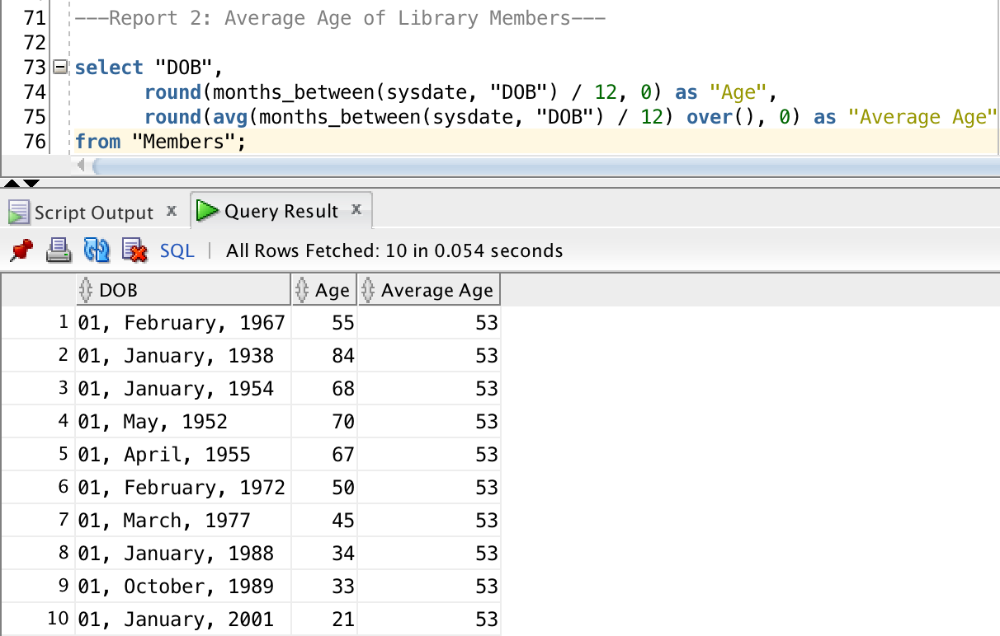 71 ---Report 2: Average Age of Library Members---
72
73 select "DOB",
74 round(months_between(sysdate, "DOB") / 12, 0) as "Age",
75 round(avg(months_between(sysdate, "DOB") / 12) over(), 0) as "Average Age"
76 from "Members";
Script Output x Query Result x
SQL | All Rows Fetched: 10 in 0.054 seconds
DOB Age Average Age
1 01, February, 1967 55 53
2 01, January, 1938 84 53
3 01, January, 1954 68 53
4 01, May, 1952 70 53
5 01, April, 1955 67 53
6 01, February, 1972 50 53
7 01, March, 1977 45 53
8 01, January, 1988 34 53
9 01, October, 1989 33 53
10 01, January, 2001 21 53